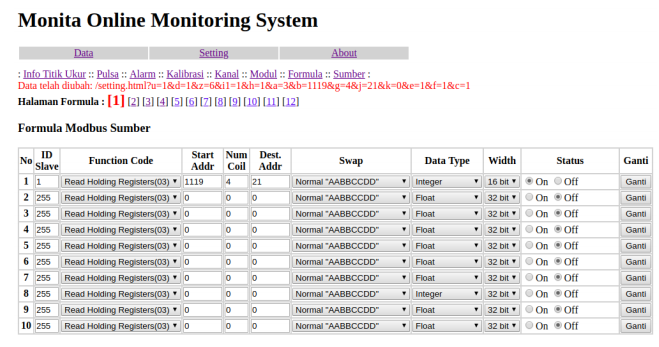 Monita Online Monitoring System
Data Setting About
: Info Titik Ukur :: Pulsa :: Alarm :: Kalibrasi :: Kanal :: Modul :: Formula :: Sumber :
Data telah diubah: /setting.html?u=1&d=1&z=6&i1=1&h=1&a=3&b=1119&g=4&j=21&k=0&e=1&f=1&c=1
Halaman Formula : [1] [2] [3] [4] [5] [6] [7] [8] [9] [10] [11] [12]
Formula Modbus Sumber
No ID Slave Function Code Start Addr Num Coil Dest. Addr Swap Data Type Width Status Ganti
1 1 Read Holding Registers(03) 1119 4 21 Normal "AABBCCDD" Integer 16 bit On Off Ganti
2 255 Read Holding Registers(03) 0 0 0 Normal "AABBCCDD" Float 32 bit On Off Ganti
3 255 Read Holding Registers(03) 0 0 0 Normal "AABBCCDD" Float 32 bit On Off Ganti
4 255 Read Holding Registers(03) 0 0 0 Normal "AABBCCDD" Float 32 bit On Off Ganti
5 255 Read Holding Registers(03) 0 0 0 Normal "AABBCCDD" Float 32 bit On Off Ganti
6 255 Read Holding Registers(03) 0 0 0 Normal "AABBCCDD" Float 32 bit On Off Ganti
7 255 Read Holding Registers(03) 0 0 0 Normal "AABBCCDD" Float 32 bit On Off Ganti
8 255 Read Holding Registers(03) 0 0 0 Normal "AABBCCDD" Integer 32 bit On Off Ganti
9 255 Read Holding Registers(03) 0 0 0 Normal "AABBCCDD" Float 32 bit On Off Ganti
10 255 Read Holding Registers(03) 0 0 0 Normal "AABBCCDD" Float 32 bit On Off Ganti